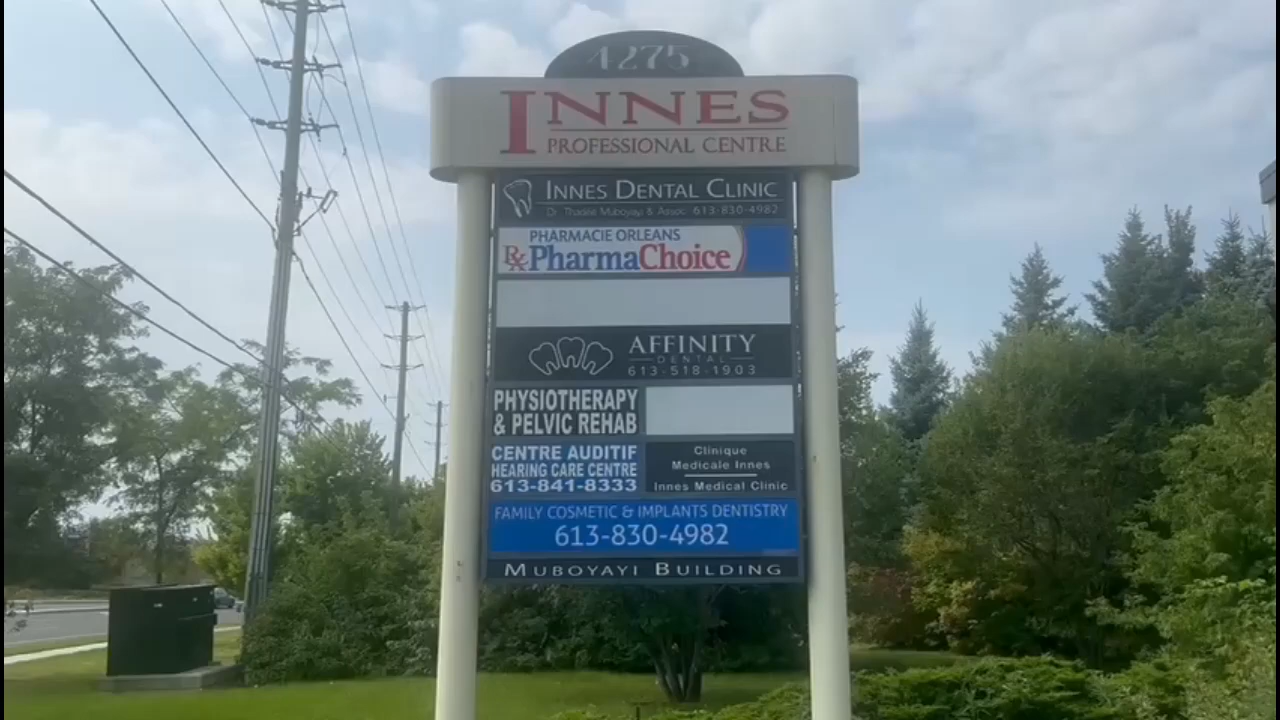 4275
INNES
PROFESSIONAL CENTRE
INNES DENTAL CLINIC
Dr. Thadée Muboyayi & Assoc. 613-830-4982
PHARMACIE ORLEANS
Rx PharmaChoice
AFFINITY
DENTAL
613-518-1903
PHYSIOTHERAPY
& PELVIC REHAB
CENTRE AUDITIF
HEARING CARE CENTRE
613-841-8333
Clinique
Medicale Innes
Innes Medical Clinic
FAMILY COSMETIC & IMPLANTS DENTISTRY
613-830-4982
MUBOYAYI BUILDING